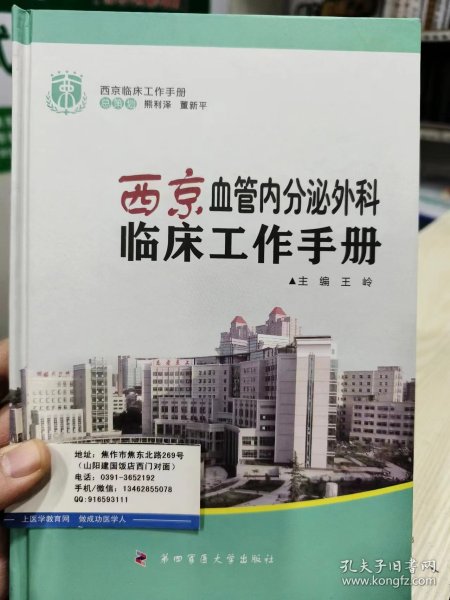 西京临床工作手册
总策划 熊利泽 董新平
西京血管内分泌外科
临床工作手册
▲主 编 王 岭
地址：焦作市焦东北路269号
（山阳建国饭店西门对面）
电话：0391-3652192
手机/微信：13462855078
QQ:916593111
上医学教育网 做成功医学人
第四军医大学出版社
孔夫子旧书网
www.kongfz.com